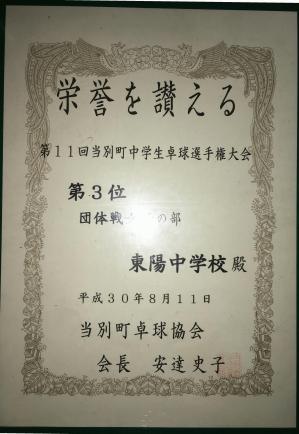 栄誉を讃える
第11回当別町中学生卓球選手権大会
第3位
団体戦 の部
東陽中学校 殿
平成30年8月11日
当別町卓球協会
会長 安達史子